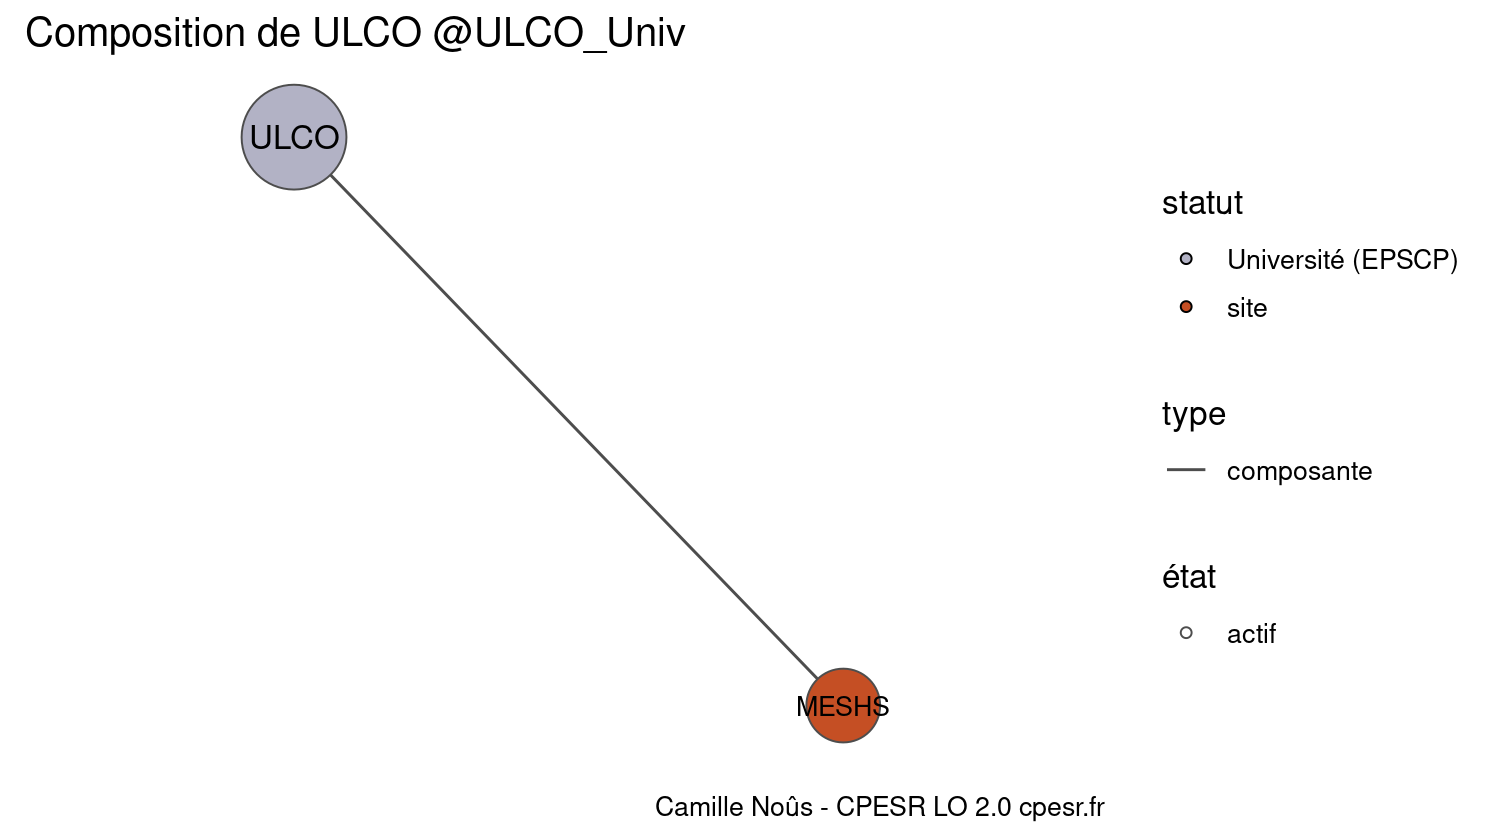 Composition de ULCO @ULCO_Univ
ULCO
statut
Université (EPSCP)
site
type
composante
état
actif
MESHS
Camille Noûs - CPESR LO 2.0 cpesr.fr